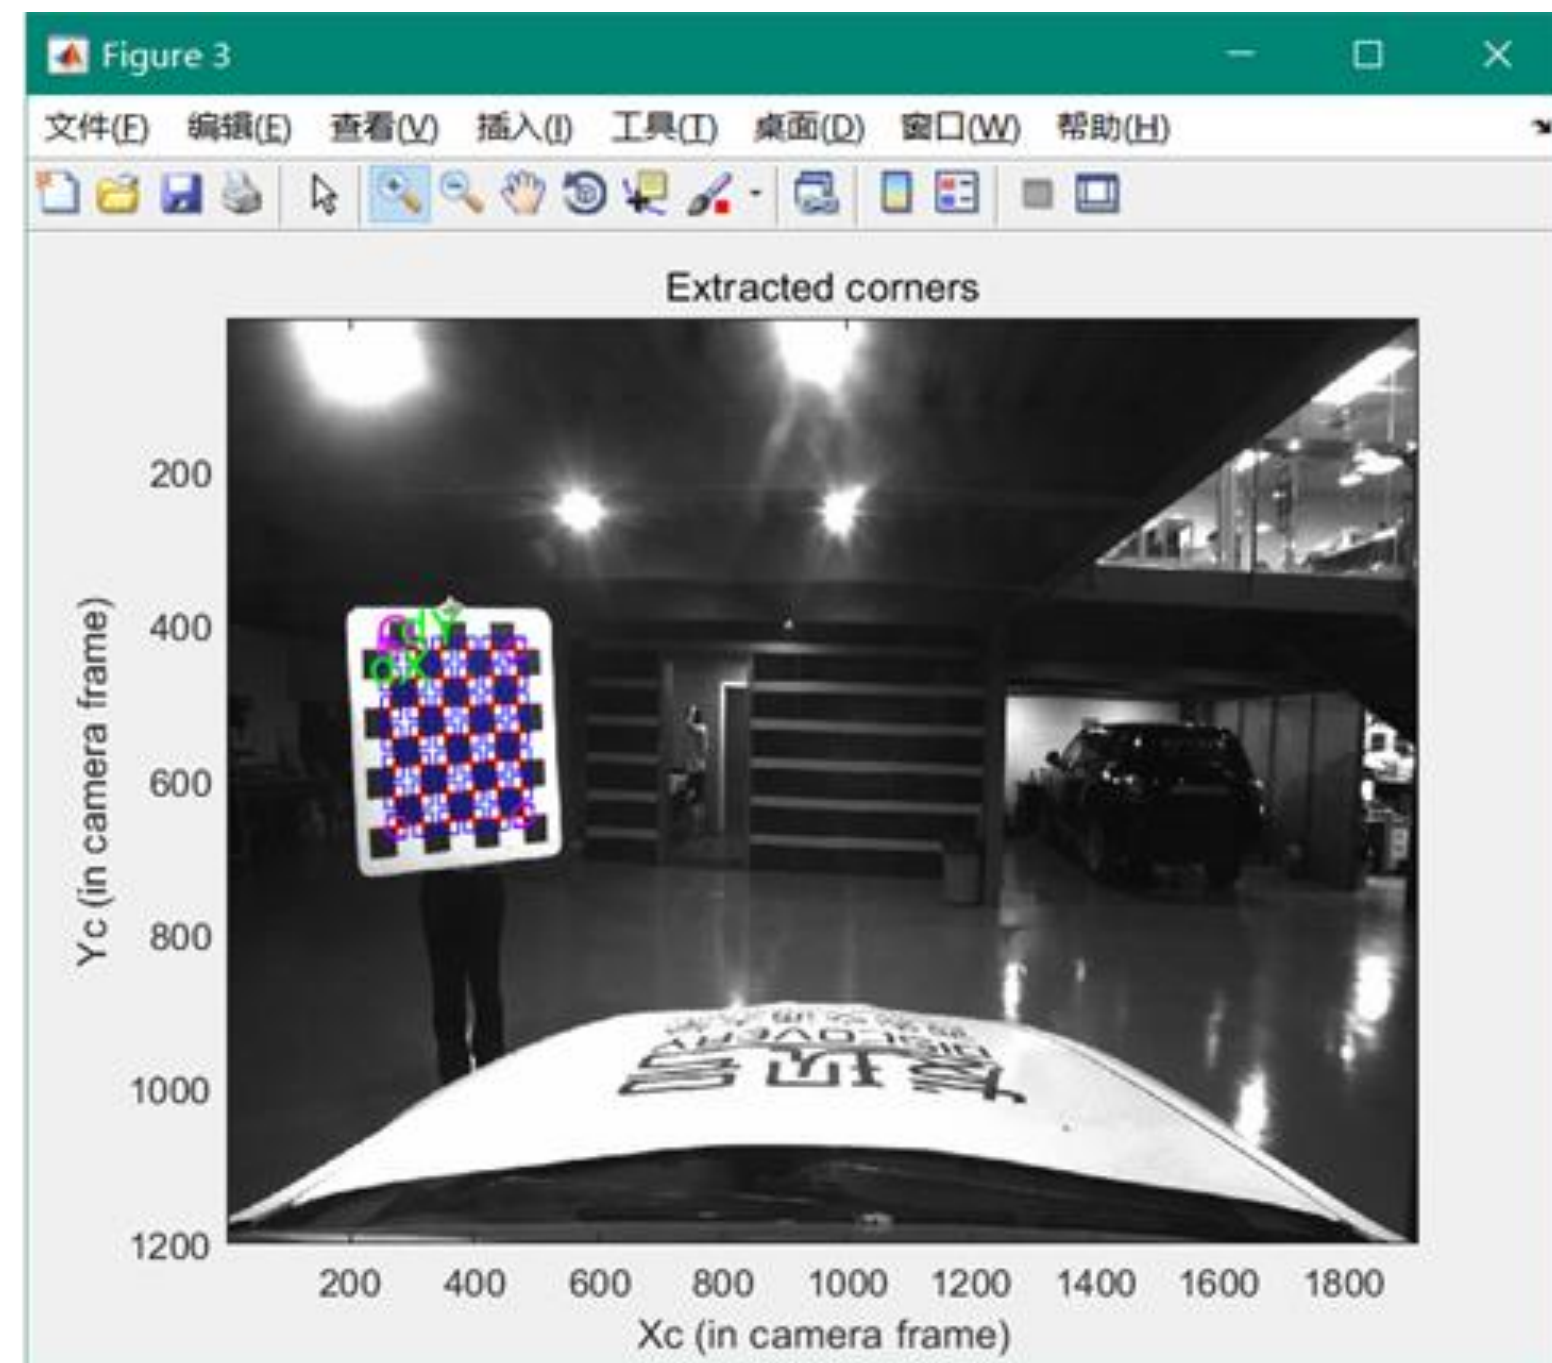 Figure 3
文件(F) 编辑(E) 查看(V) 插入(I) 工具(T) 桌面(D) 窗口(W) 帮助(H)
Extracted corners
O
dY
dX
200
400
600
800
1000
1200
Yc (in camera frame)
200 400 600 800 1000 1200 1400 1600 1800
Xc (in camera frame)